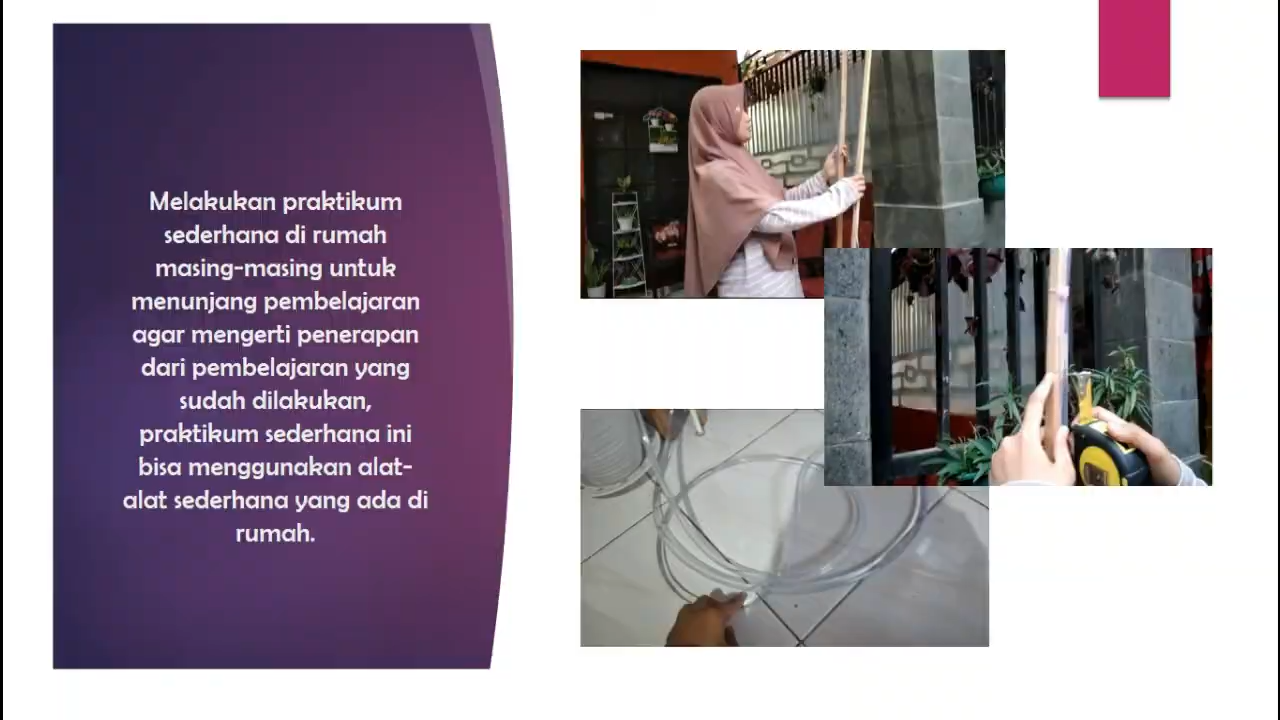 Melakukan praktikum
sederhana di rumah
masing-masing untuk
menunjang pembelajaran
agar mengerti penerapan
dari pembelajaran yang
sudah dilakukan,
praktikum sederhana ini
bisa menggunakan alat-
alat sederhana yang ada di
rumah.